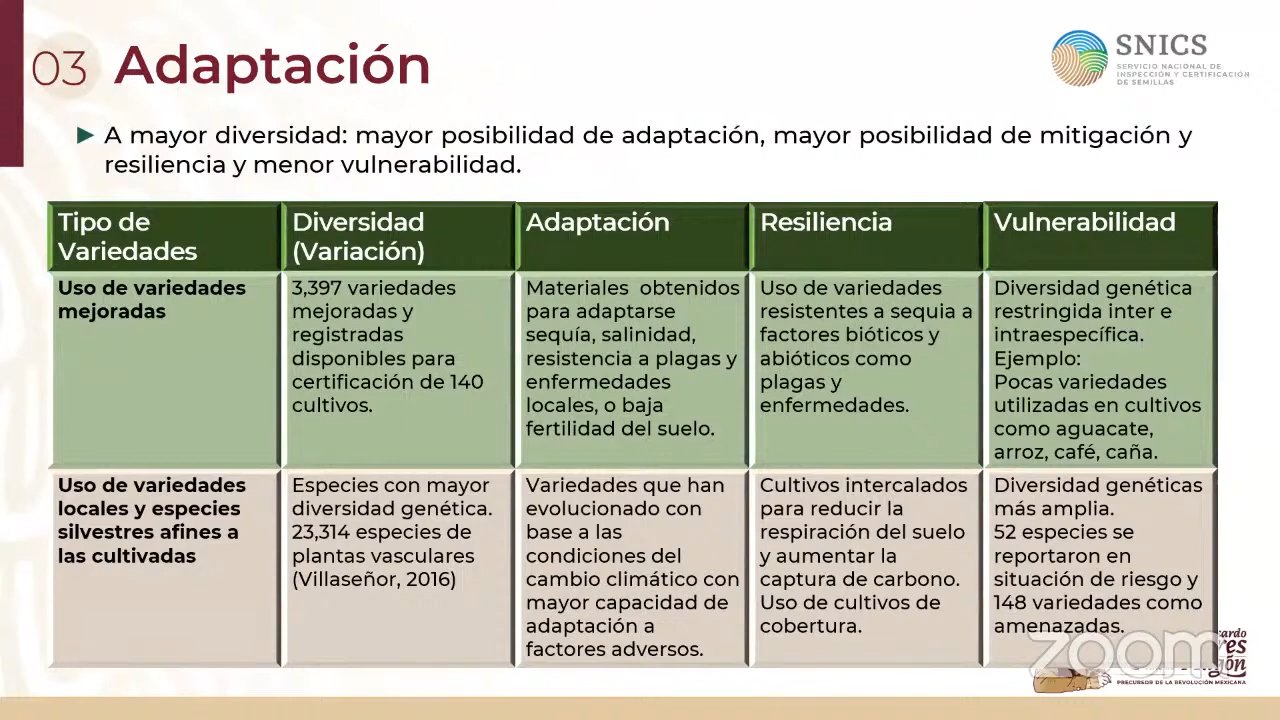 03 Adaptación
SNICS
SERVICIO NACIONAL DE
INSPECCIÓN Y CERTIFICACIÓN
DE SEMILLAS
► A mayor diversidad: mayor posibilidad de adaptación, mayor posibilidad de mitigación y
resiliencia y menor vulnerabilidad.
Tipo de
Variedades
Diversidad
(Variación)
Adaptación
Resiliencia
Vulnerabilidad
Uso de variedades
mejoradas
3,397 variedades
mejoradas y
registradas
disponibles para
certificación de 140
cultivos.
Materiales obtenidos
para adaptarse
sequía, salinidad,
resistencia a plagas y
enfermedades
locales, o baja
fertilidad del suelo.
Uso de variedades
resistentes a sequia a
factores bióticos y
abióticos como
plagas y
enfermedades.
Diversidad genética
restringida inter e
intraespecífica.
Ejemplo:
Pocas variedades
utilizadas en cultivos
como aguacate,
arroz, café, caña.
Uso de variedades
locales y especies
silvestres afines a
las cultivadas
Especies con mayor
diversidad genética.
23,314 especies de
plantas vasculares
(Villaseñor, 2016)
Variedades que han
evolucionado con
base a las
condiciones del
cambio climático con
mayor capacidad de
adaptación a
factores adversos.
Cultivos intercalados
para reducir la
respiración del suelo
y aumentar la
captura de carbono.
Uso de cultivos de
cobertura.
Diversidad genéticas
más amplia.
52 especies se
reportaron en
situación de riesgo y
148 variedades como
amenazadas.
zoom
PRECURSOR DE LA REVOLUCIÓN MEXICANA